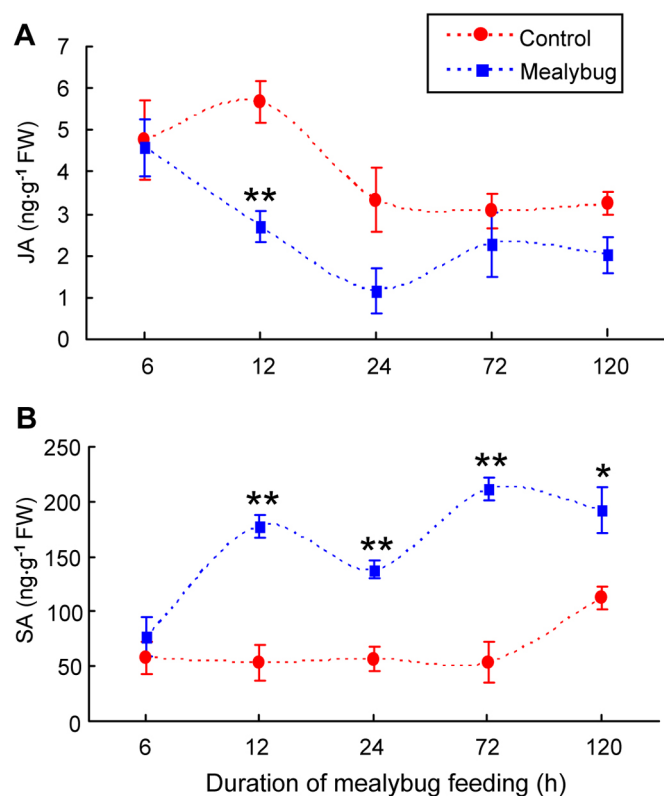 A
Control
Mealybug
7
6
5
4
3
2
1
0
JA (ng·g⁻¹ FW)
**
6 12 24 72 120
B
250
200
150
100
50
0
SA (ng·g⁻¹ FW)
** ** ** *
6 12 24 72 120
Duration of mealybug feeding (h)